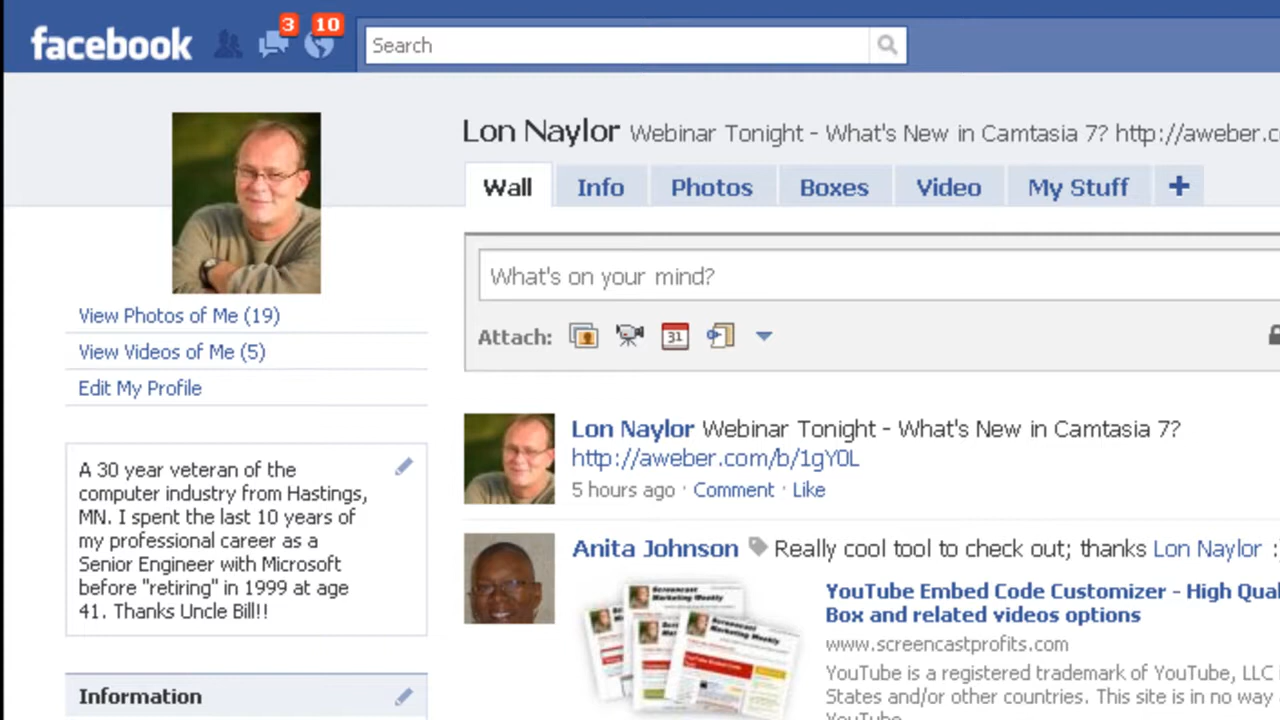 facebook
3
10
Search
Lon Naylor Webinar Tonight - What's New in Camtasia 7? http://aweber.c
Wall Info Photos Boxes Video My Stuff +
What's on your mind?
Attach: 31
View Photos of Me (19)
View Videos of Me (5)
Edit My Profile
A 30 year veteran of the
computer industry from Hastings,
MN. I spent the last 10 years of
my professional career as a
Senior Engineer with Microsoft
before "retiring" in 1999 at age
41. Thanks Uncle Bill!!
Information
Lon Naylor Webinar Tonight - What's New in Camtasia 7?
http://aweber.com/b/1gY0L
5 hours ago · Comment · Like
Anita Johnson Really cool tool to check out; thanks Lon Naylor :
Screencast
Marketing Weekly
YouTube Embed Code Customizer - High Qual
Box and related videos options
www.screencastprofits.com
YouTube is a registered trademark of YouTube, LLC
States and/or other countries. This site is in no way
YouTube.